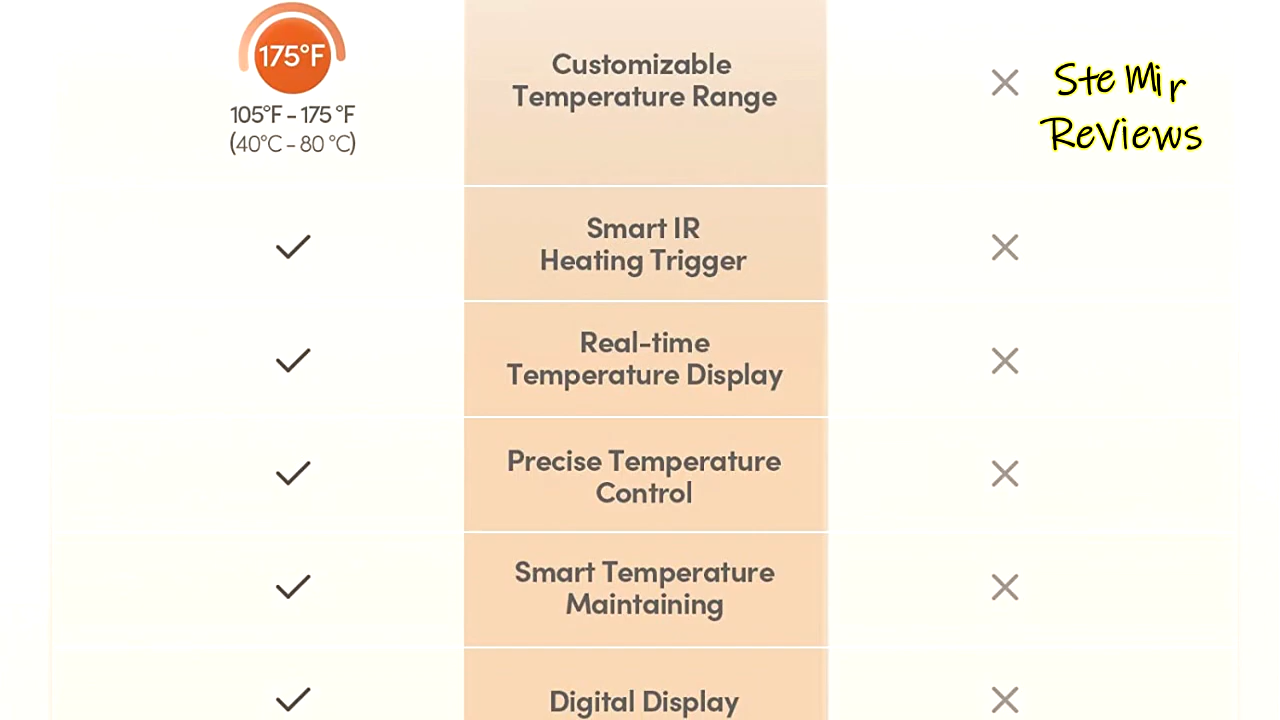 175°F
105°F - 175 °F
(40°C - 80 °C)
Customizable
Temperature Range
Ste Mir
Reviews
Smart IR
Heating Trigger
Real-time
Temperature Display
Precise Temperature
Control
Smart Temperature
Maintaining
Digital Display